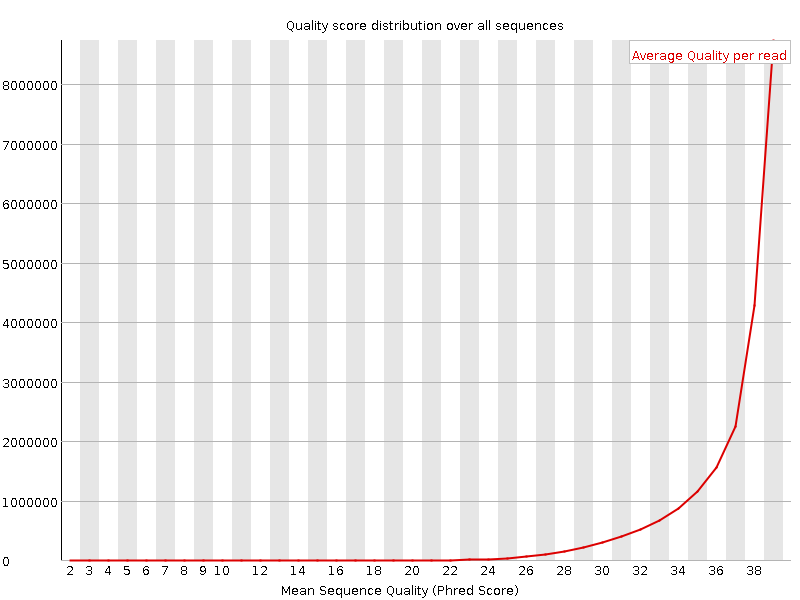 Quality score distribution over all sequences
Average Quality per read
8000000
7000000
6000000
5000000
4000000
3000000
2000000
1000000
0
2 3 4 5 6 7 8 9 10 12 14 16 18 20 22 24 26 28 30 32 34 36 38
Mean Sequence Quality (Phred Score)